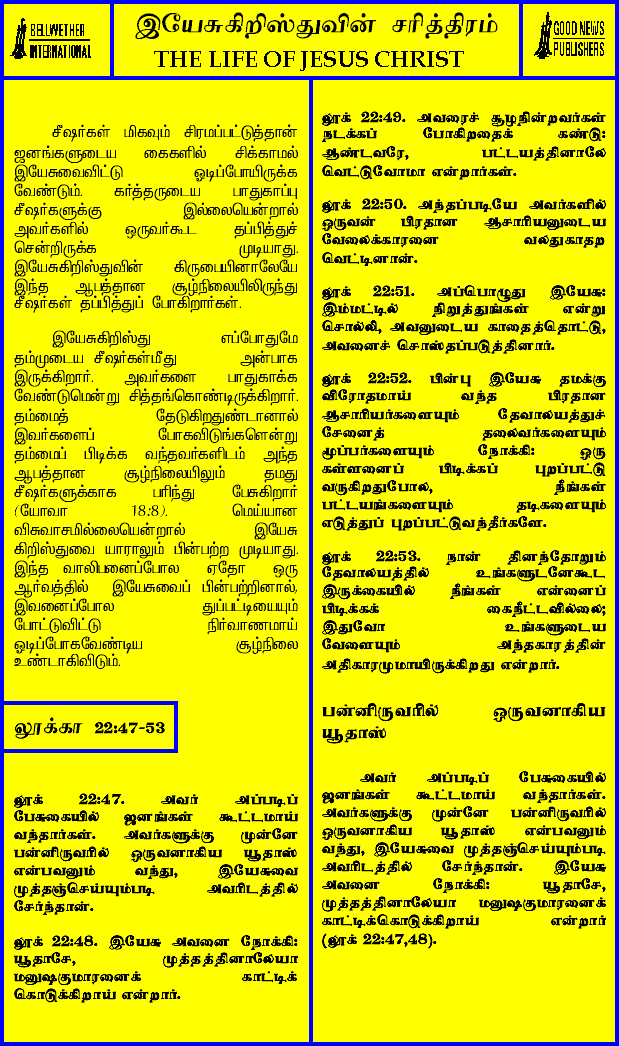 BELLWETHER
INTERNATIONAL
இயேசுகிறிஸ்துவின் சரித்திரம்
THE LIFE OF JESUS CHRIST
GOOD NEWS
PUBLISHERS
சீஷர்கள் மிகவும் சிரமப்பட்டுத்தான்
ஜனங்களுடைய கைகளில் சிக்காமல்
இயேசுவைவிட்டு ஓடிப்போயிருக்க
வேண்டும். கர்த்தருடைய பாதுகாப்பு
சீஷர்களுக்கு இல்லையென்றால்
அவர்களில் ஒருவர்கூட தப்பித்துச்
சென்றிருக்க முடியாது.
இயேசுகிறிஸ்துவின் கிருபையினாலேயே
இந்த ஆபத்தான சூழ்நிலையிலிருந்து
சீஷர்கள் தப்பித்துப் போகிறார்கள்.
இயேசுகிறிஸ்து எப்போதுமே
தம்முடைய சீஷர்கள்மீது அன்பாக
இருக்கிறார். அவர்களை பாதுகாக்க
வேண்டுமென்று சித்தங்கொண்டிருக்கிறார்.
தம்மைத் தேடுகிறதுண்டானால்
இவர்களைப் போகவிடுங்களென்று
தம்மைப் பிடிக்க வந்தவர்களிடம் அந்த
ஆபத்தான சூழ்நிலையிலும் தமது
சீஷர்களுக்காக பரிந்து பேசுகிறார்
(யோவா 18:8). மெய்யான
விசுவாசமில்லையென்றால் இயேசு
கிறிஸ்துவை யாராலும் பின்பற்ற முடியாது.
இந்த வாலிபனைப்போல ஏதோ ஒரு
ஆர்வத்தில் இயேசுவைப் பின்பற்றினால்,
இவனைப்போல துப்பட்டியையும்
போட்டுவிட்டு நிர்வாணமாய்
ஓடிப்போகவேண்டிய சூழ்நிலை
உண்டாகிவிடும்.
லூக்கா 22:47-53
லூக் 22:47. அவர் அப்படிப்
பேசுகையில் ஜனங்கள் கூட்டமாய்
வந்தார்கள். அவர்களுக்கு முன்னே
பன்னிருவரில் ஒருவனாகிய யூதாஸ்
என்பவனும் வந்து, இயேசுவை
முத்தஞ்செய்யும்படி அவரிடத்தில்
சேர்ந்தான்.
லூக் 22:48. இயேசு அவனை நோக்கி:
யூதாசே, முத்தத்தினாலேயா
மனுஷகுமாரனைக் காட்டிக்
கொடுக்கிறாய் என்றார்.
லூக் 22:49. அவரைச் சூழநின்றவர்கள்
நடக்கப் போகிறதைக் கண்டு:
ஆண்டவரே, பட்டயத்தினாலே
வெட்டுவோமா என்றார்கள்.
லூக் 22:50. அந்தப்படியே அவர்களில்
ஒருவன் பிரதான ஆசாரியனுடைய
வேலைக்காரனை வலதுகாதற
வெட்டினான்.
லூக் 22:51. அப்பொழுது இயேசு:
இம்மட்டில் நிறுத்துங்கள் என்று
சொல்லி, அவனுடைய காதைத்தொட்டு,
அவனைச் சொஸ்தப்படுத்தினார்.
லூக் 22:52. பின்பு இயேசு தமக்கு
விரோதமாய் வந்த பிரதான
ஆசாரியர்களையும் தேவாலயத்துச்
சேனைத் தலைவர்களையும்
மூப்பர்களையும் நோக்கி: ஒரு
கள்ளனைப் பிடிக்கப் புறப்பட்டு
வருகிறதுபோல, நீங்கள்
பட்டயங்களையும் தடிகளையும்
எடுத்துப் புறப்பட்டுவந்தீர்களே.
லூக் 22:53. நான் தினந்தோறும்
தேவாலயத்தில் உங்களுடனேகூட
இருக்கையில் நீங்கள் என்னைப்
பிடிக்கக் கைநீட்டவில்லை;
இதுவோ உங்களுடைய
வேளையும் அந்தகாரத்தின்
அதிகாரமுமாயிருக்கிறது என்றார்.
பன்னிருவரில் ஒருவனாகிய
யூதாஸ்
அவர் அப்படிப் பேசுகையில்
ஜனங்கள் கூட்டமாய் வந்தார்கள்.
அவர்களுக்கு முன்னே பன்னிருவரில்
ஒருவனாகிய யூதாஸ் என்பவனும்
வந்து, இயேசுவை முத்தஞ்செய்யும்படி
அவரிடத்தில் சேர்ந்தான். இயேசு
அவனை நோக்கி: யூதாசே,
முத்தத்தினாலேயா மனுஷகுமாரனைக்
காட்டிக்கொடுக்கிறாய் என்றார்
(லூக் 22:47,48).